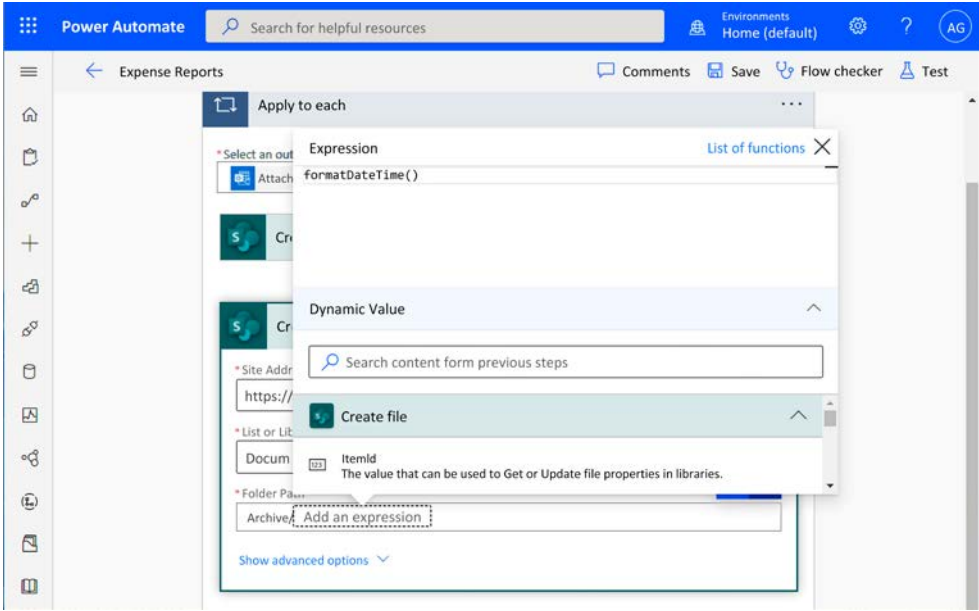 Power Automate
Search for helpful resources
Environments
Home (default)
AG
Expense Reports
Comments
Save
Flow checker
Test
Apply to each
*Select an out
Attach
Expression
List of functions
formatDateTime()
S
Cr
Dynamic Value
S
Cr
Search content form previous steps
*Site Addr
https://
Create file
*List or Lib
Docum
123
ItemId
The value that can be used to Get or Update file properties in libraries.
*Folder Path
Archive/
Add an expression
Show advanced options